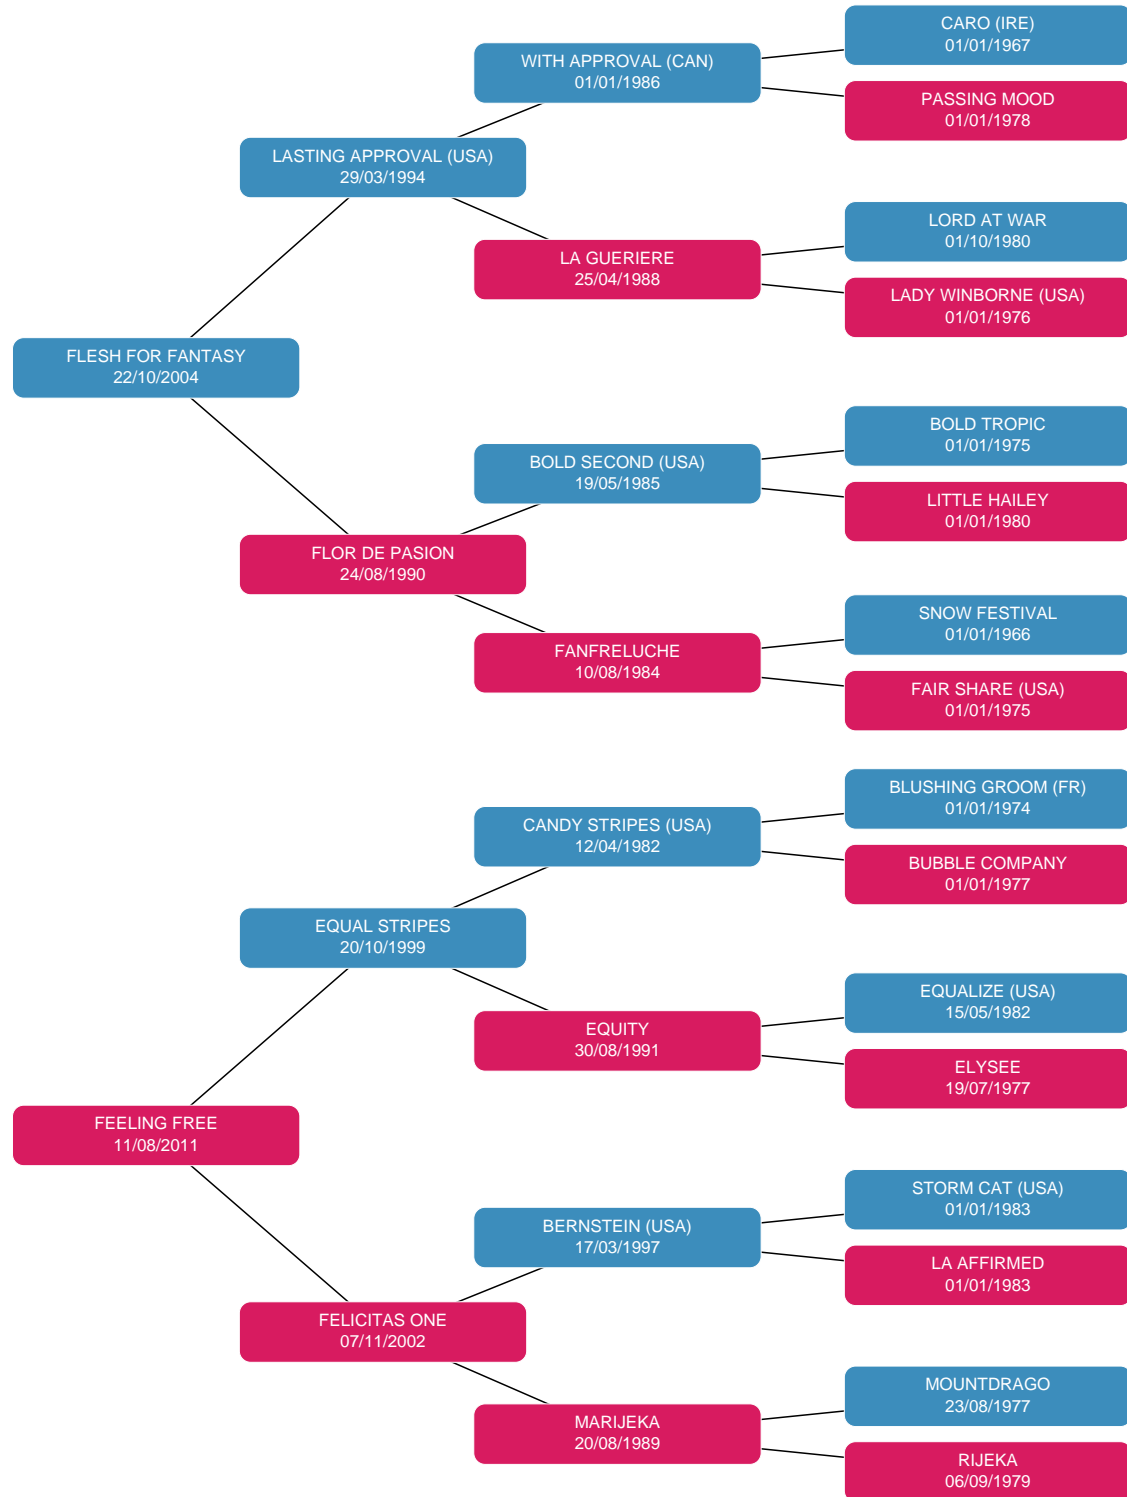 CARO (IRE)
01/01/1967
WITH APPROVAL (CAN)
01/01/1986
PASSING MOOD
01/01/1978
LASTING APPROVAL (USA)
29/03/1994
LORD AT WAR
01/10/1980
LA GUERIERE
25/04/1988
LADY WINBORNE (USA)
01/01/1976
FLESH FOR FANTASY
22/10/2004
BOLD TROPIC
01/01/1975
BOLD SECOND (USA)
19/05/1985
LITTLE HAILEY
01/01/1980
FLOR DE PASION
24/08/1990
SNOW FESTIVAL
01/01/1966
FANFRELUCHE
10/08/1984
FAIR SHARE (USA)
01/01/1975
BLUSHING GROOM (FR)
01/01/1974
CANDY STRIPES (USA)
12/04/1982
BUBBLE COMPANY
01/01/1977
EQUAL STRIPES
20/10/1999
EQUALIZE (USA)
15/05/1982
EQUITY
30/08/1991
ELYSEE
19/07/1977
FEELING FREE
11/08/2011
STORM CAT (USA)
01/01/1983
BERNSTEIN (USA)
17/03/1997
LA AFFIRMED
01/01/1983
FELICITAS ONE
07/11/2002
MOUNTDRAGO
23/08/1977
MARIJEKA
20/08/1989
RIJEKA
06/09/1979